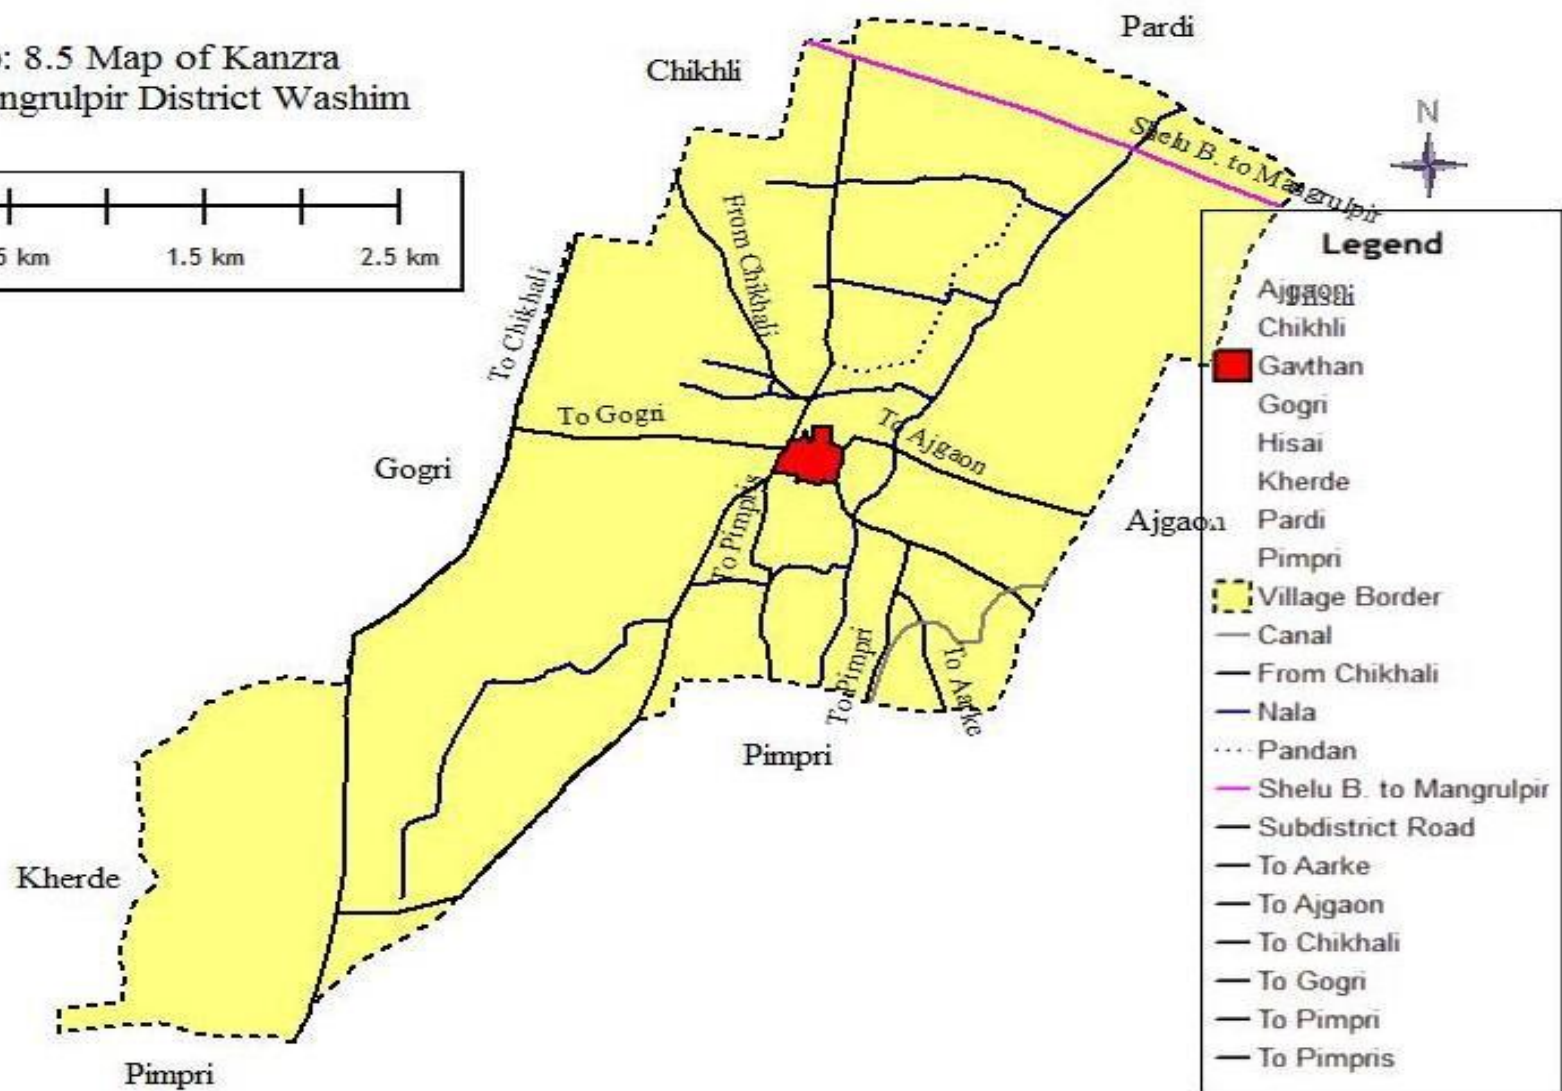 : 8.5 Map of Kanzra
ngrulpir District Washim
5 km 1.5 km 2.5 km
Pardi
Chikhli
N
Shelu B. to Mangrulpir
From Chikhali
To Chikhali
To Gogri
To Ajgaon
Gogri
To Pimpris
Ajgaon
To Pimpri
To Aarke
Pimpri
Kherde
Pimpri
Legend
Ajgaon
Chikhli
Gavthan
Gogri
Hisai
Kherde
Pardi
Pimpri
Village Border
Canal
From Chikhali
Nala
Pandan
Shelu B. to Mangrulpir
Subdistrict Road
To Aarke
To Ajgaon
To Chikhali
To Gogri
To Pimpri
To Pimpris